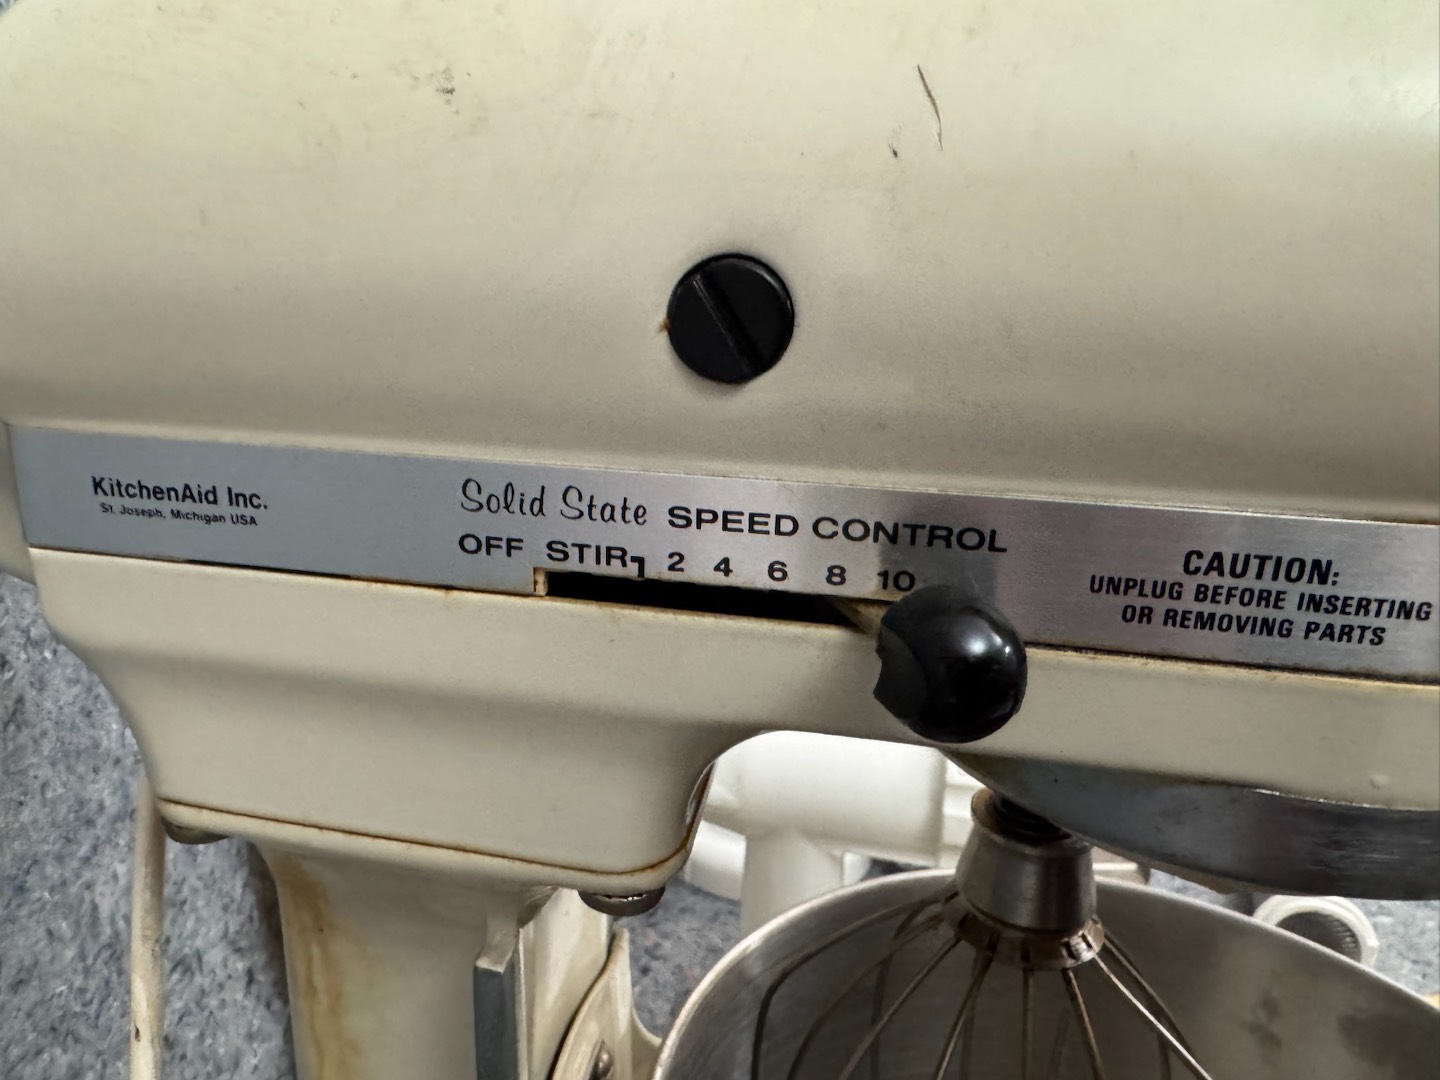 KitchenAid Inc.
St. Joseph, Michigan USA
Solid State SPEED CONTROL
OFF STIR 2 4 6 8 10
CAUTION:
UNPLUG BEFORE INSERTING
OR REMOVING PARTS